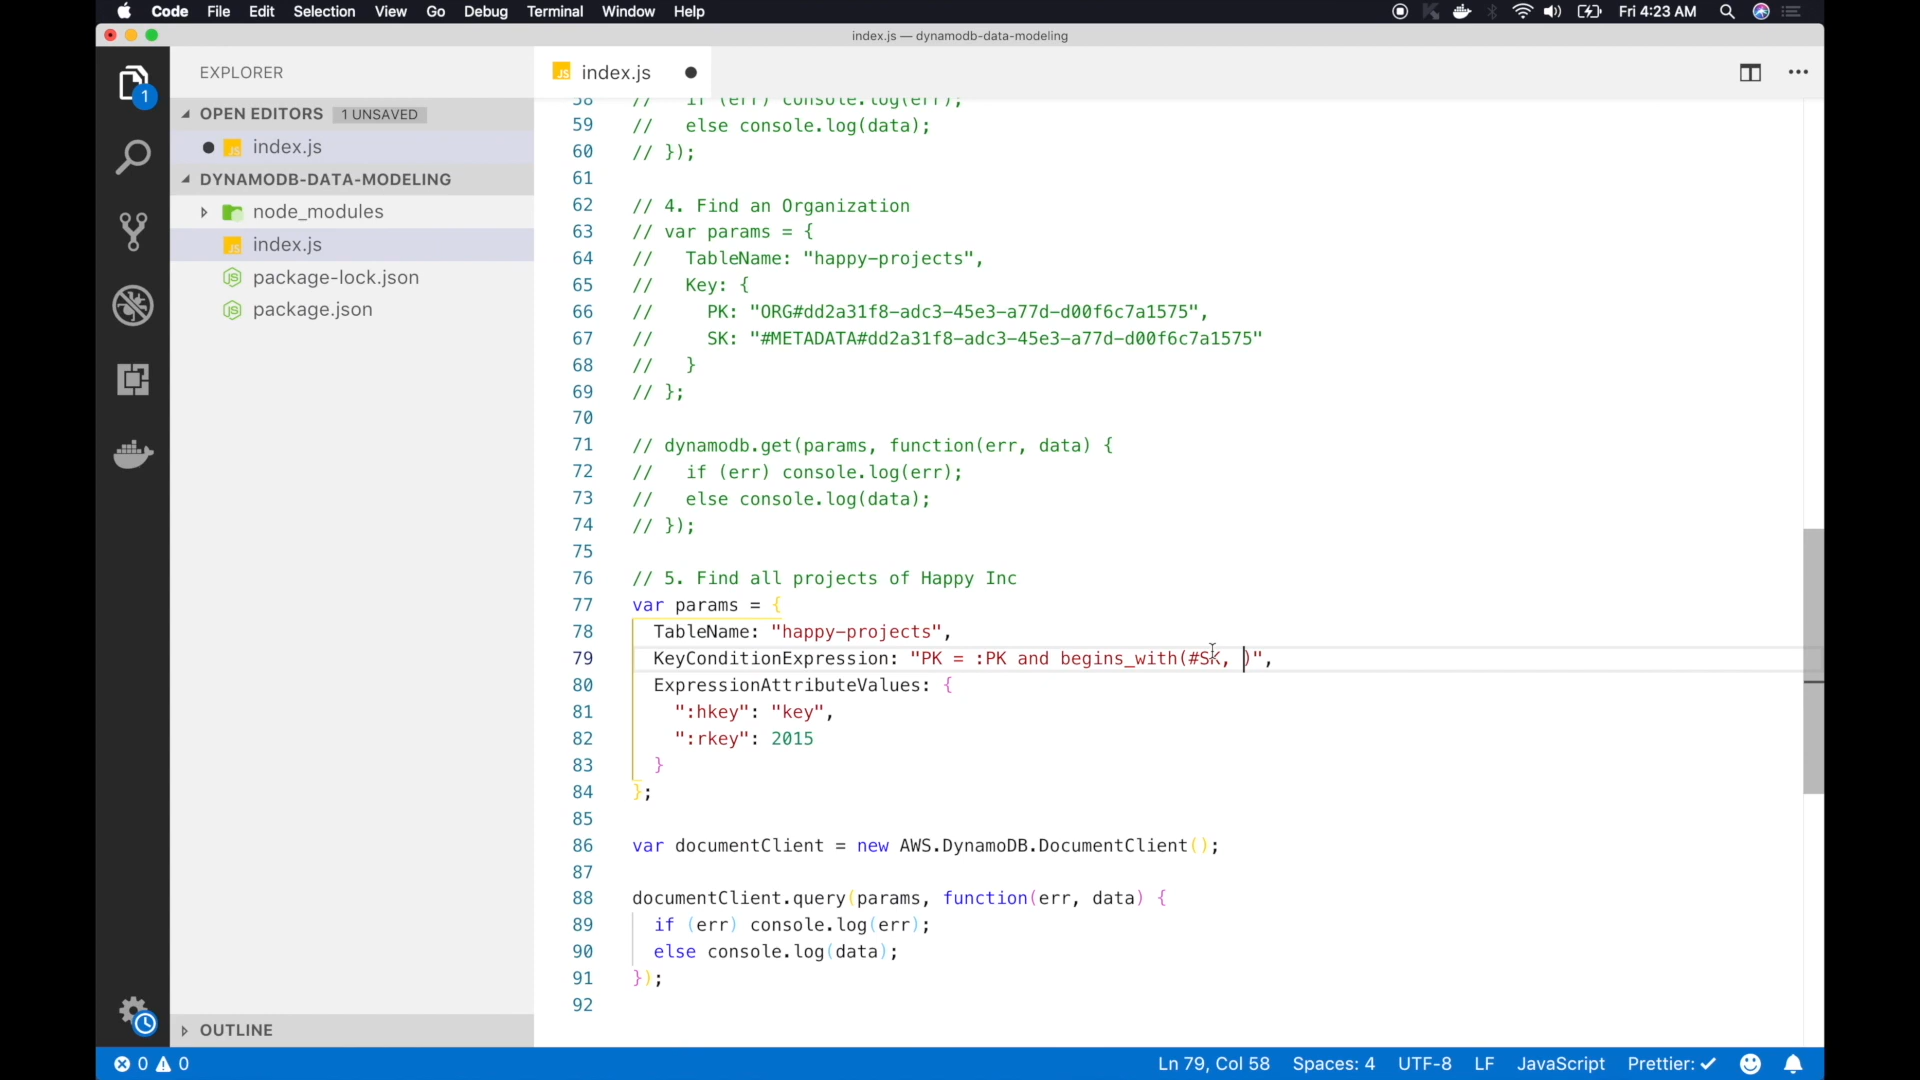 Code File Edit Selection View Go Debug Terminal Window Help Fri 4:23 AM
index.js — dynamodb-data-modeling
EXPLORER
OPEN EDITORS 1 UNSAVED
index.js
DYNAMODB-DATA-MODELING
node_modules
index.js
package-lock.json
package.json
OUTLINE
1
index.js
58 // if (err) console.log(err);
59 // else console.log(data);
60 // });
61
62 // 4. Find an Organization
63 // var params = {
64 // TableName: "happy-projects",
65 // Key: {
66 // PK: "ORG#dd2a31f8-adc3-45e3-a77d-d00f6c7a1575",
67 // SK: "#METADATA#dd2a31f8-adc3-45e3-a77d-d00f6c7a1575"
68 // }
69 // };
70
71 // dynamodb.get(params, function(err, data) {
72 // if (err) console.log(err);
73 // else console.log(data);
74 // });
75
76 // 5. Find all projects of Happy Inc
77 var params = {
78 TableName: "happy-projects",
79 KeyConditionExpression: "PK = :PK and begins_with(#SK, )",
80 ExpressionAttributeValues: {
81 ":hkey": "key",
82 ":rkey": 2015
83 }
84 };
85
86 var documentClient = new AWS.DynamoDB.DocumentClient();
87
88 documentClient.query(params, function(err, data) {
89 if (err) console.log(err);
90 else console.log(data);
91 });
92
0 0 Ln 79, Col 58 Spaces: 4 UTF-8 LF JavaScript Prettier: ✓